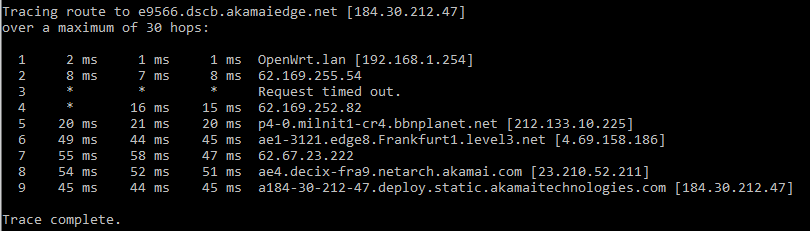 Tracing route to e9566.dscb.akamaiedge.net [184.30.212.47]
over a maximum of 30 hops:
1 2 ms 1 ms 1 ms OpenWrt.lan [192.168.1.254]
2 8 ms 7 ms 8 ms 62.169.255.54
3 * * * Request timed out.
4 * 16 ms 15 ms 62.169.252.82
5 20 ms 21 ms 20 ms p4-0.milnit1-cr4.bbnplanet.net [212.133.10.225]
6 49 ms 44 ms 45 ms ae1-3121.edge8.Frankfurt1.level3.net [4.69.158.186]
7 55 ms 58 ms 47 ms 62.67.23.222
8 54 ms 52 ms 51 ms ae4.decix-fra9.netarch.akamai.com [23.210.52.211]
9 45 ms 44 ms 45 ms a184-30-212-47.deploy.static.akamaitechnologies.com [184.30.212.47]
Trace complete.